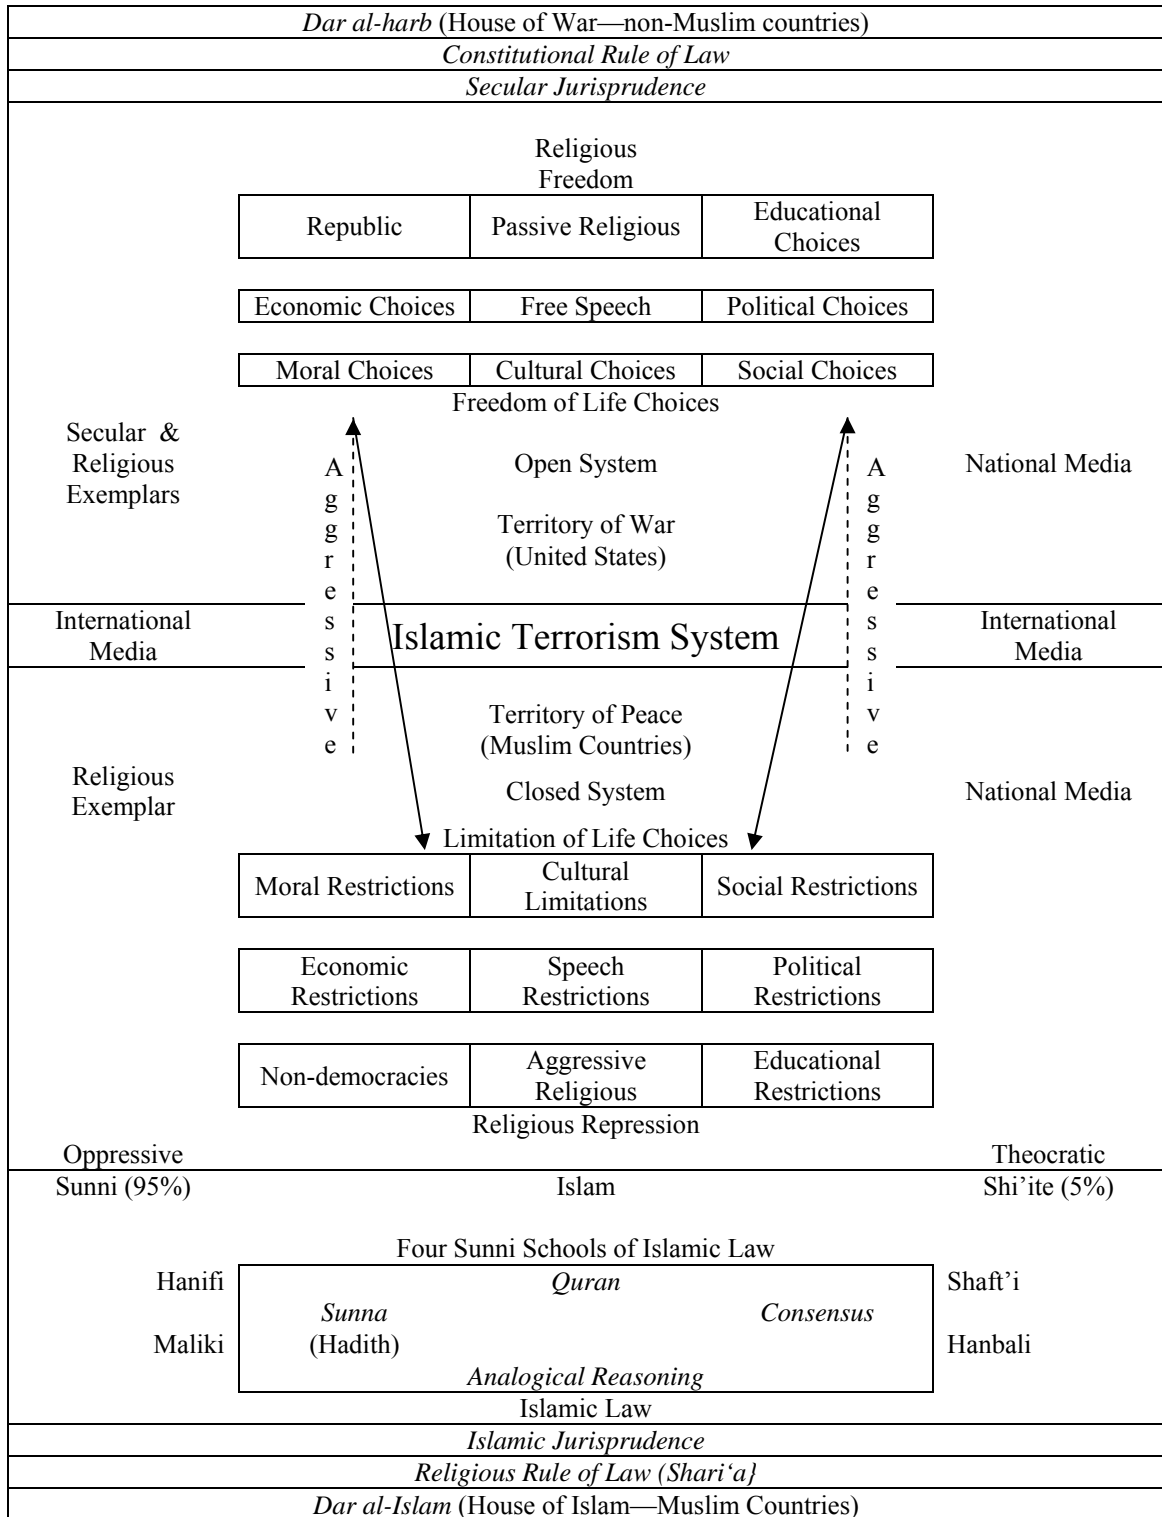 Dar al-harb (House of War—non-Muslim countries)
Constitutional Rule of Law
Secular Jurisprudence
Religious
Freedom
Republic
Passive Religious
Educational
Choices
Economic Choices
Free Speech
Political Choices
Moral Choices
Cultural Choices
Social Choices
Freedom of Life Choices
Secular &
Religious
Exemplars
Aggressive
Open System
Territory of War
(United States)
Aggressive
National Media
International
Media
Islamic Terrorism System
International
Media
Territory of Peace
(Muslim Countries)
Religious
Exemplar
Closed System
National Media
Limitation of Life Choices
Moral Restrictions
Cultural
Limitations
Social Restrictions
Economic
Restrictions
Speech
Restrictions
Political
Restrictions
Non-democracies
Aggressive
Religious
Educational
Restrictions
Religious Repression
Oppressive
Theocratic
Sunni (95%)
Islam
Shi’ite (5%)
Four Sunni Schools of Islamic Law
Hanifi
Quran
Shaft’i
Sunna
Consensus
Maliki
(Hadith)
Hanbali
Analogical Reasoning
Islamic Law
Islamic Jurisprudence
Religious Rule of Law (Shari‘a}
Dar al-Islam (House of Islam—Muslim Countries)